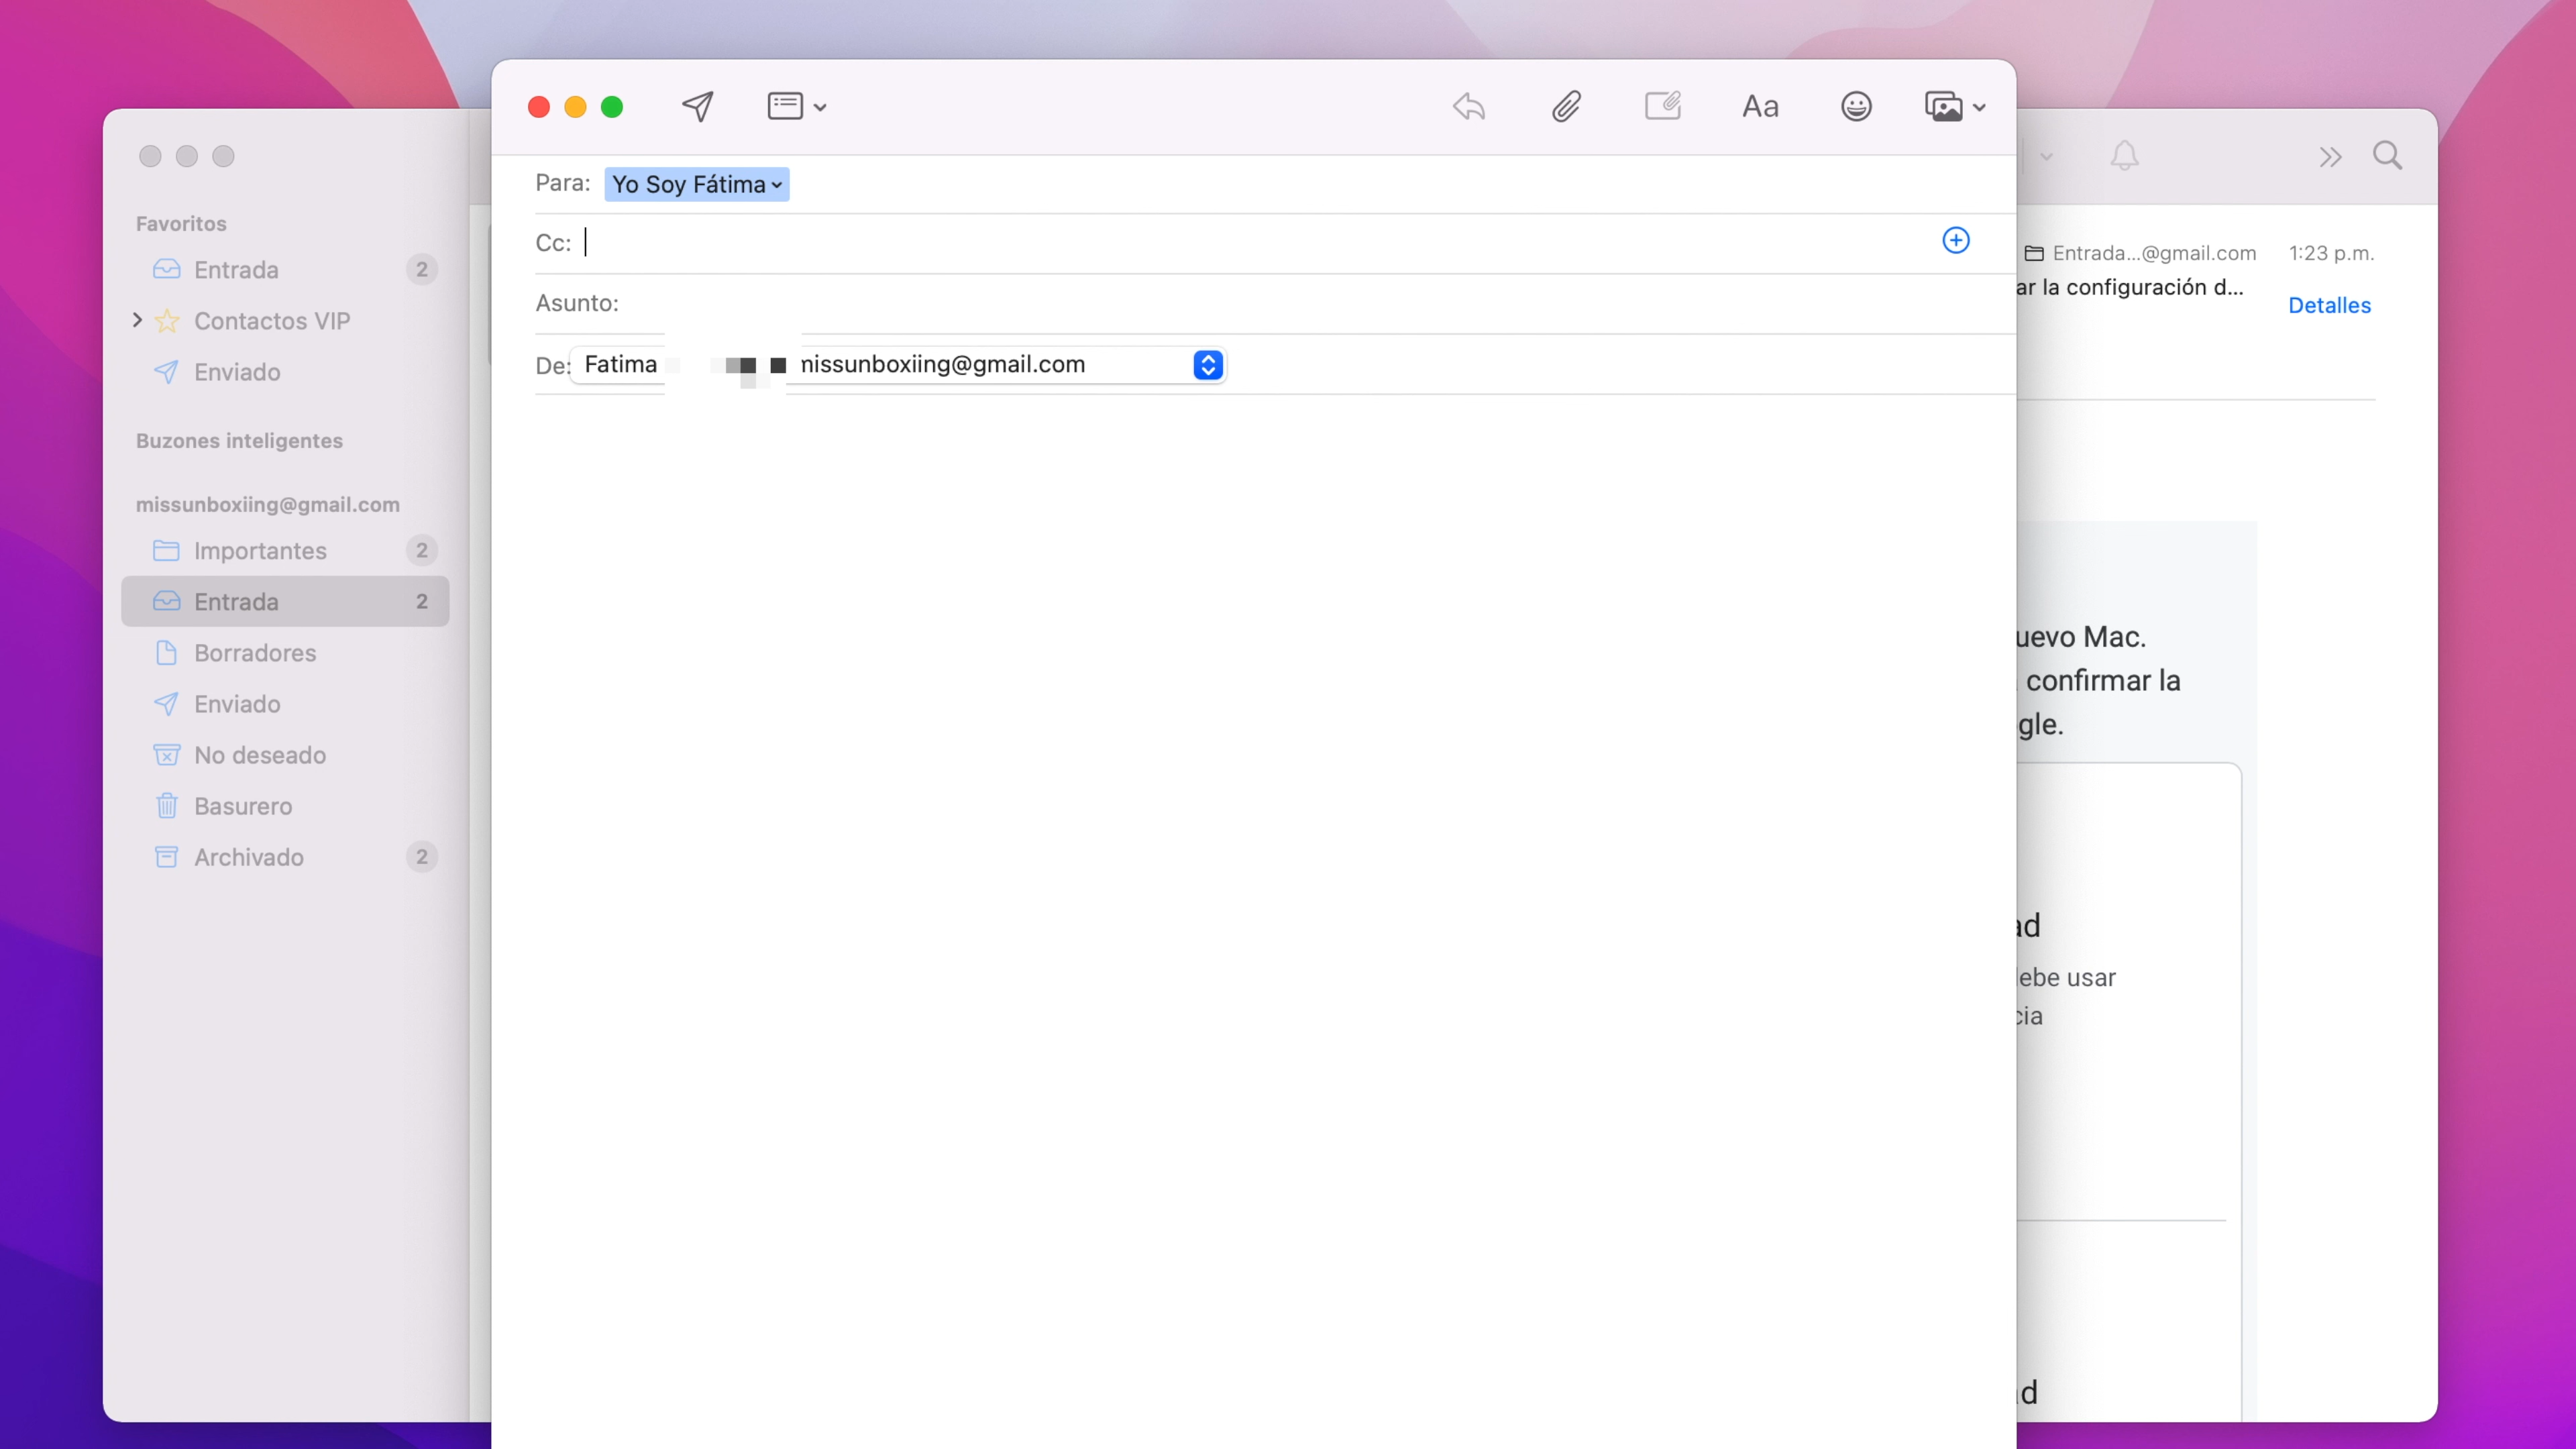 Favoritos
Entrada 2
Contactos VIP
Enviado
Buzones inteligentes
missunboxiing@gmail.com
Importantes 2
Entrada 2
Borradores
Enviado
No deseado
Basurero
Archivado 2
Aa
Para: Yo Soy Fátima
Cc:
Asunto:
De: Fatima missunboxiing@gmail.com
Entrada...@gmail.com 1:23 p.m.
ar la configuración d...
Detalles
uevo Mac.
confirmar la
gle.
ad
ebe usar
cia
d